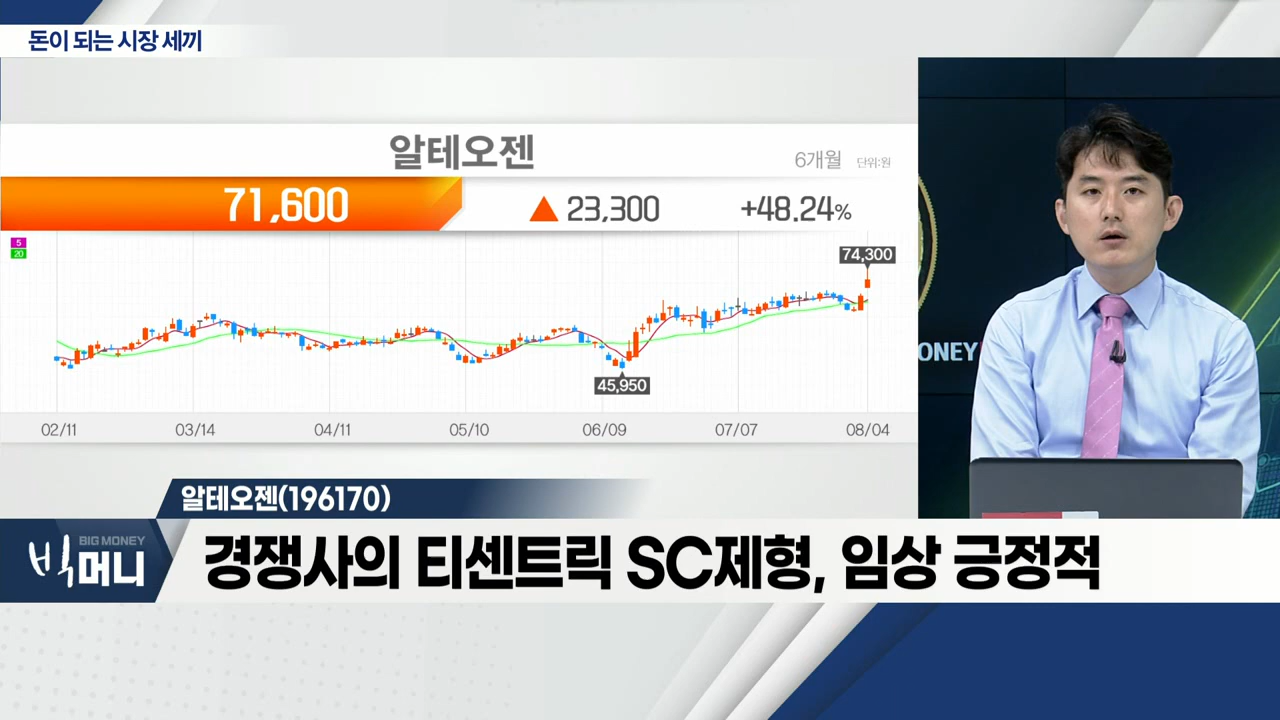 돈이 되는 시장 세끼
알테오젠
6개월 단위:원
71,600 ▲ 23,300 +48.24%
5
20
74,300
45,950
02/11 03/14 04/11 05/10 06/09 07/07 08/04
ONEY
알테오젠(196170)
BIG MONEY
빅머니
경쟁사의 티센트릭 SC제형, 임상 긍정적